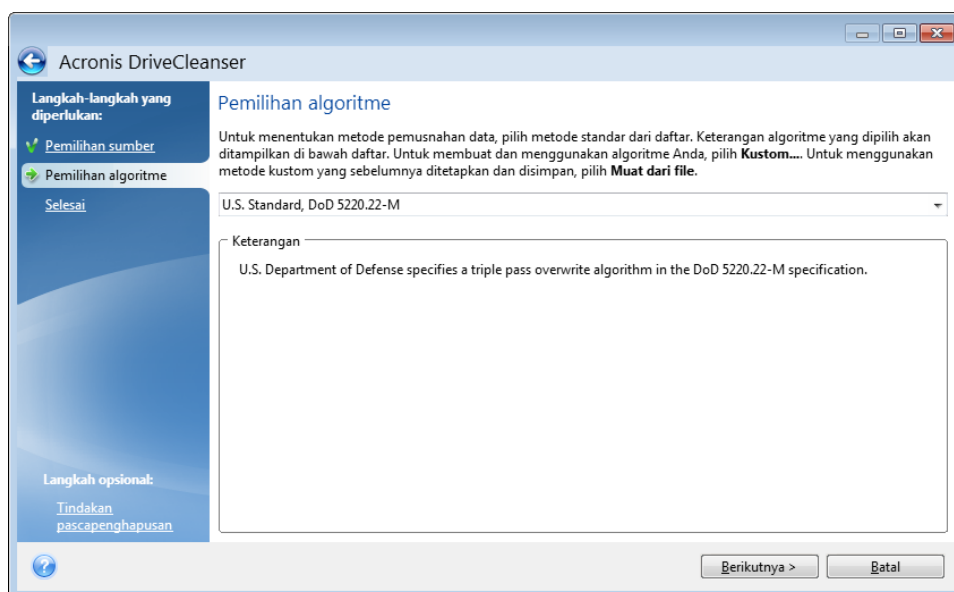 Acronis DriveCleanser
Langkah-langkah yang
diperlukan:
Pemilihan sumber
Pemilihan algoritme
Selesai
Langkah opsional:
Tindakan
pascapenghapusan
Pemilihan algoritme
Untuk menentukan metode pemusnahan data, pilih metode standar dari daftar. Keterangan algoritme yang dipilih akan
ditampilkan di bawah daftar. Untuk membuat dan menggunakan algoritme Anda, pilih Kustom.... Untuk menggunakan
metode kustom yang sebelumnya ditetapkan dan disimpan, pilih Muat dari file.
U.S. Standard, DoD 5220.22-M
Keterangan
U.S. Department of Defense specifies a triple pass overwrite algorithm in the DoD 5220.22-M specification.
Berikutnya >
Batal